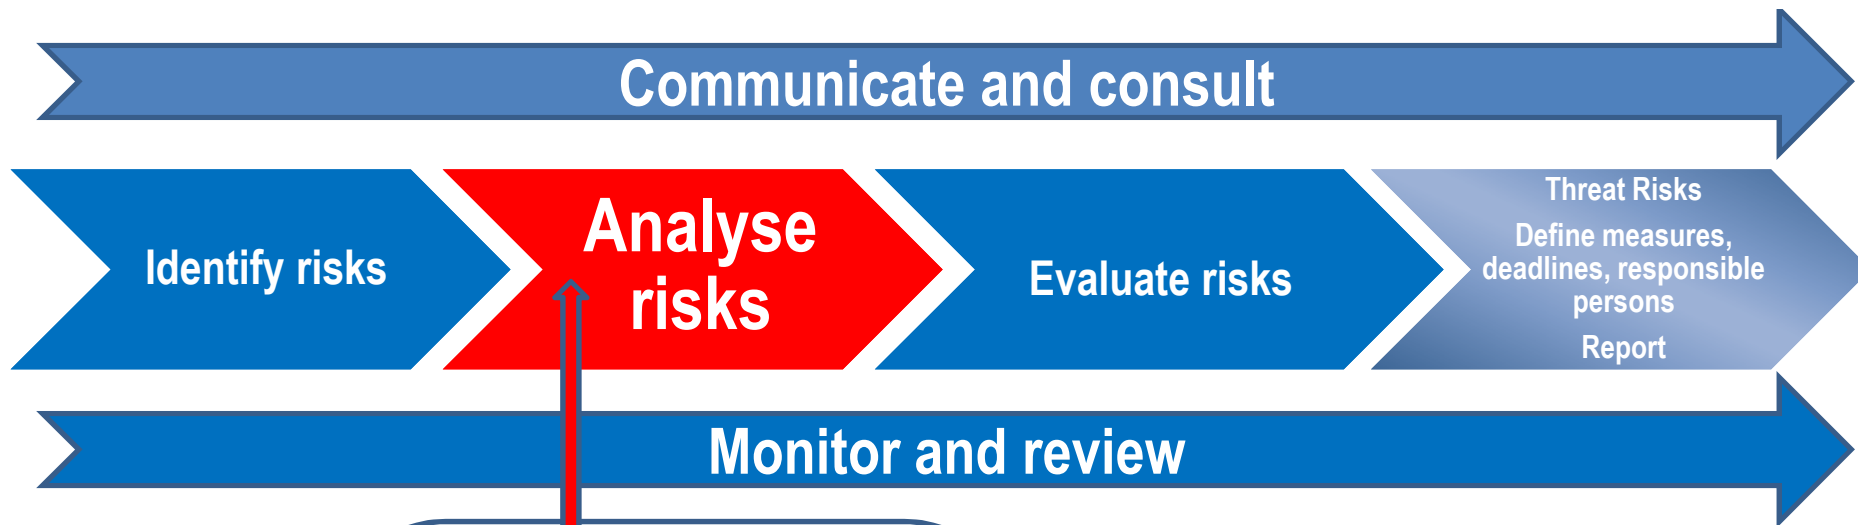 Communicate and consult
Identify risks
Analyse
risks
Evaluate risks
Threat Risks
Define measures,
deadlines, responsible
persons
Report
Monitor and review